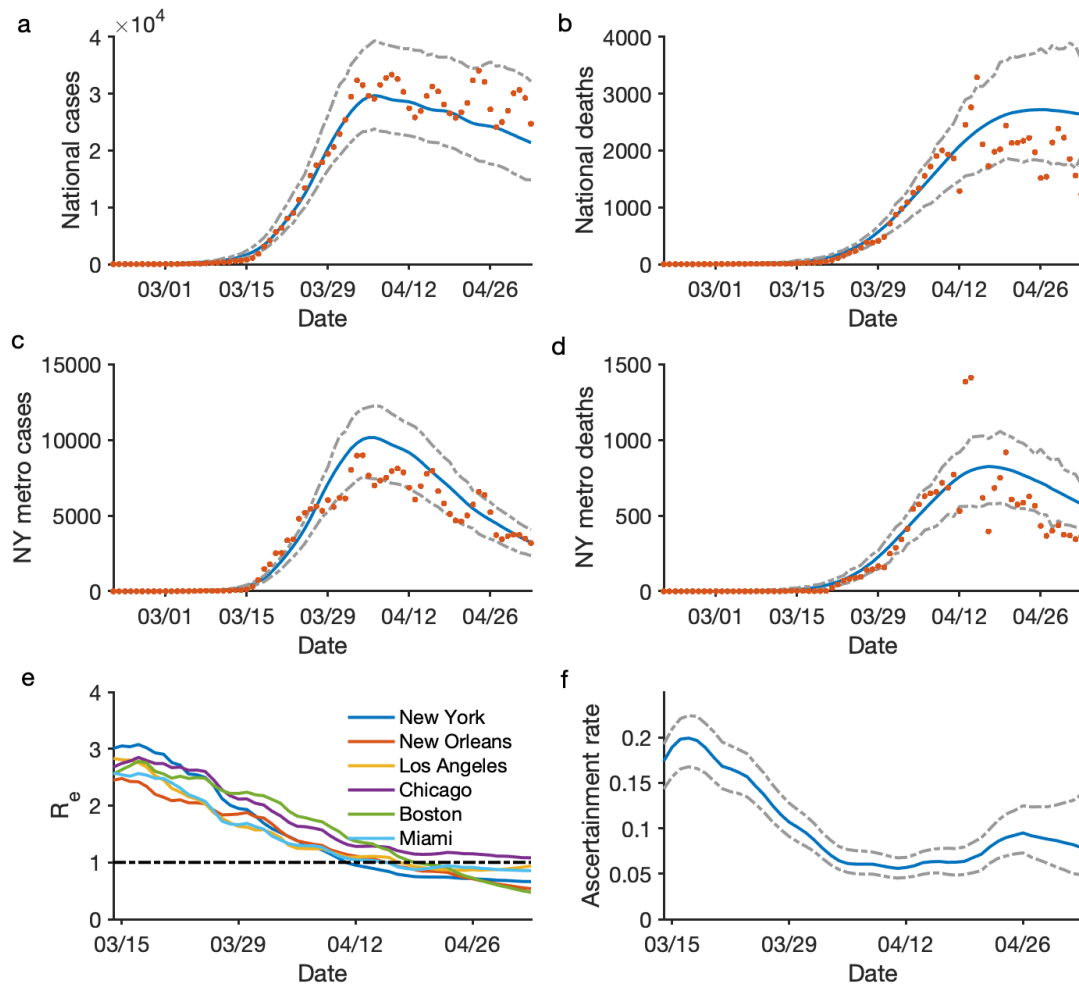 a
×10⁴
National cases
4
3
2
1
0
03/01 03/15 03/29 04/12 04/26
Date
b
National deaths
4000
3000
2000
1000
0
03/01 03/15 03/29 04/12 04/26
Date
c
NY metro cases
15000
10000
5000
0
03/01 03/15 03/29 04/12 04/26
Date
d
NY metro deaths
1500
1000
500
0
03/01 03/15 03/29 04/12 04/26
Date
e
Rₑ
4
3
2
1
0
New York
New Orleans
Los Angeles
Chicago
Boston
Miami
03/15 03/29 04/12 04/26
Date
f
Ascertainment rate
0.2
0.15
0.1
0.05
0
03/15 03/29 04/12 04/26
Date